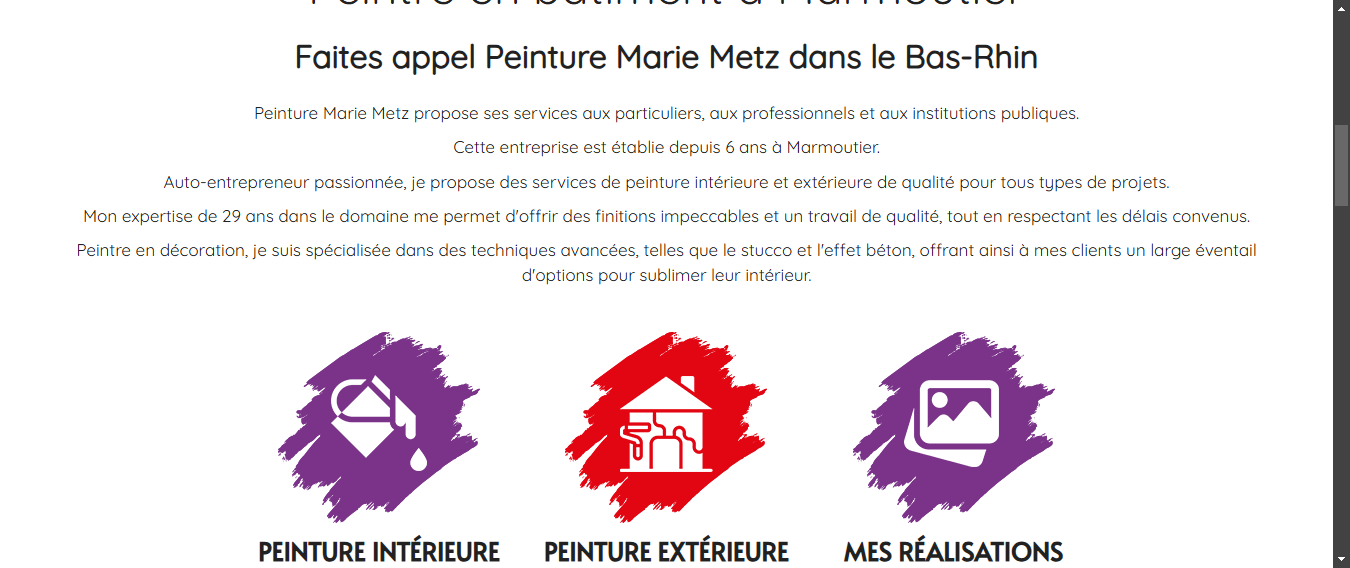 Peintre en bâtiment à Marmoutier
Faites appel Peinture Marie Metz dans le Bas-Rhin
Peinture Marie Metz propose ses services aux particuliers, aux professionnels et aux institutions publiques.
Cette entreprise est établie depuis 6 ans à Marmoutier.
Auto-entrepreneur passionnée, je propose des services de peinture intérieure et extérieure de qualité pour tous types de projets.
Mon expertise de 29 ans dans le domaine me permet d'offrir des finitions impeccables et un travail de qualité, tout en respectant les délais convenus.
Peintre en décoration, je suis spécialisée dans des techniques avancées, telles que le stucco et l'effet béton, offrant ainsi à mes clients un large éventail
d'options pour sublimer leur intérieur.
PEINTURE INTÉRIEURE PEINTURE EXTÉRIEURE MES RÉALISATIONS